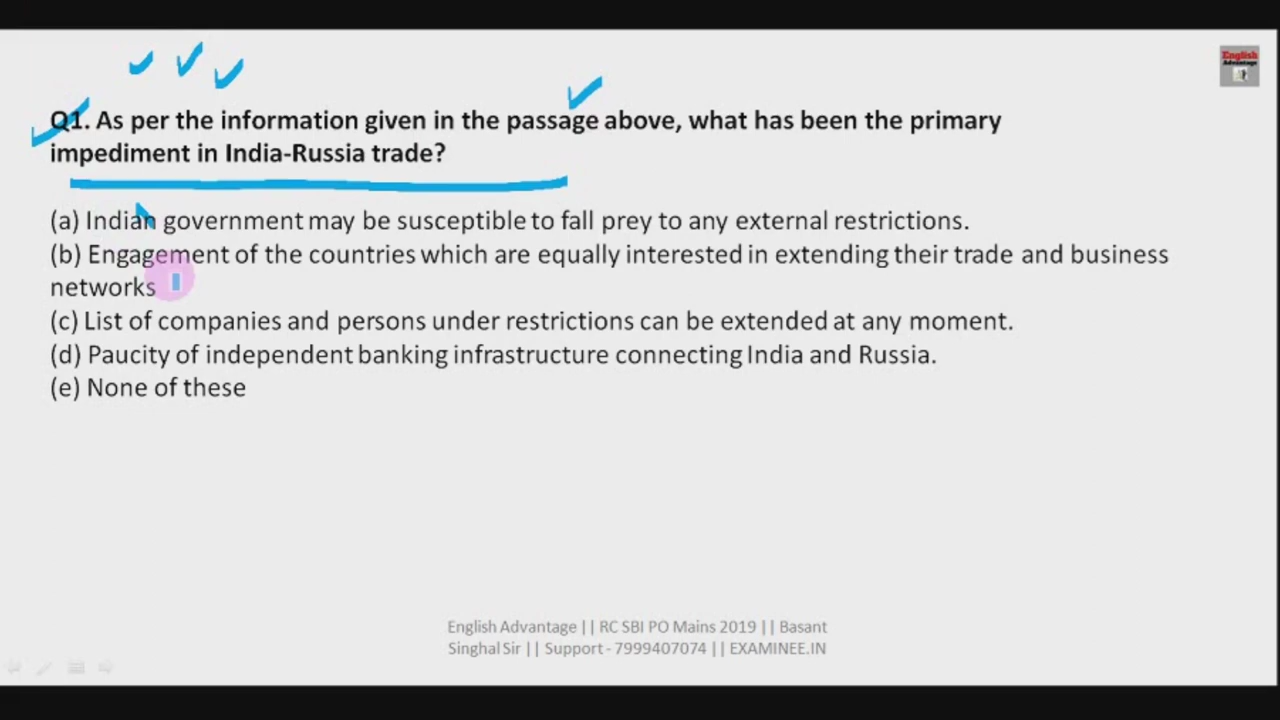 English
Advantage
Q1. As per the information given in the passage above, what has been the primary
impediment in India-Russia trade?
(a) Indian government may be susceptible to fall prey to any external restrictions.
(b) Engagement of the countries which are equally interested in extending their trade and business
networks
(c) List of companies and persons under restrictions can be extended at any moment.
(d) Paucity of independent banking infrastructure connecting India and Russia.
(e) None of these
English Advantage || RC SBI PO Mains 2019 || Basant
Singhal Sir || Support - 7999407074 || EXAMINEE.IN